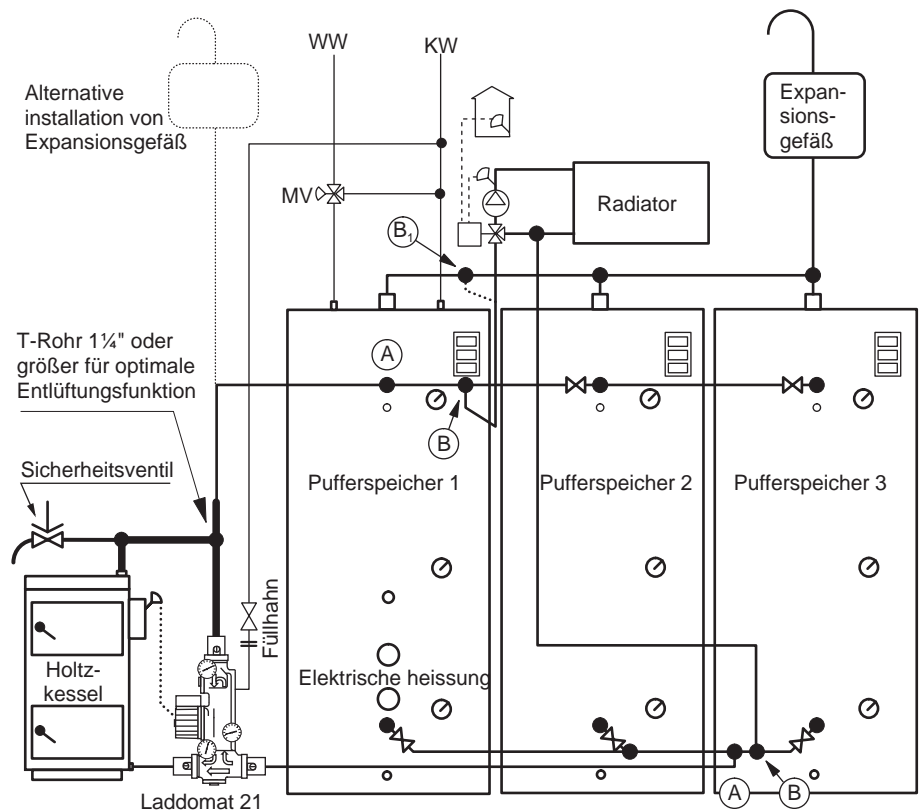 WW
KW
Alternative
installation von
Expansionsgefäß
Expan-
sions-
gefäß
MV
Radiator
B1
T-Rohr 1¼" oder
größer für optimale
Entlüftungsfunktion
A
B
Sicherheitsventil
Pufferspeicher 1
Pufferspeicher 2
Pufferspeicher 3
Füllhahn
Holtz-
kessel
Elektrische heissung
A
B
Laddomat 21